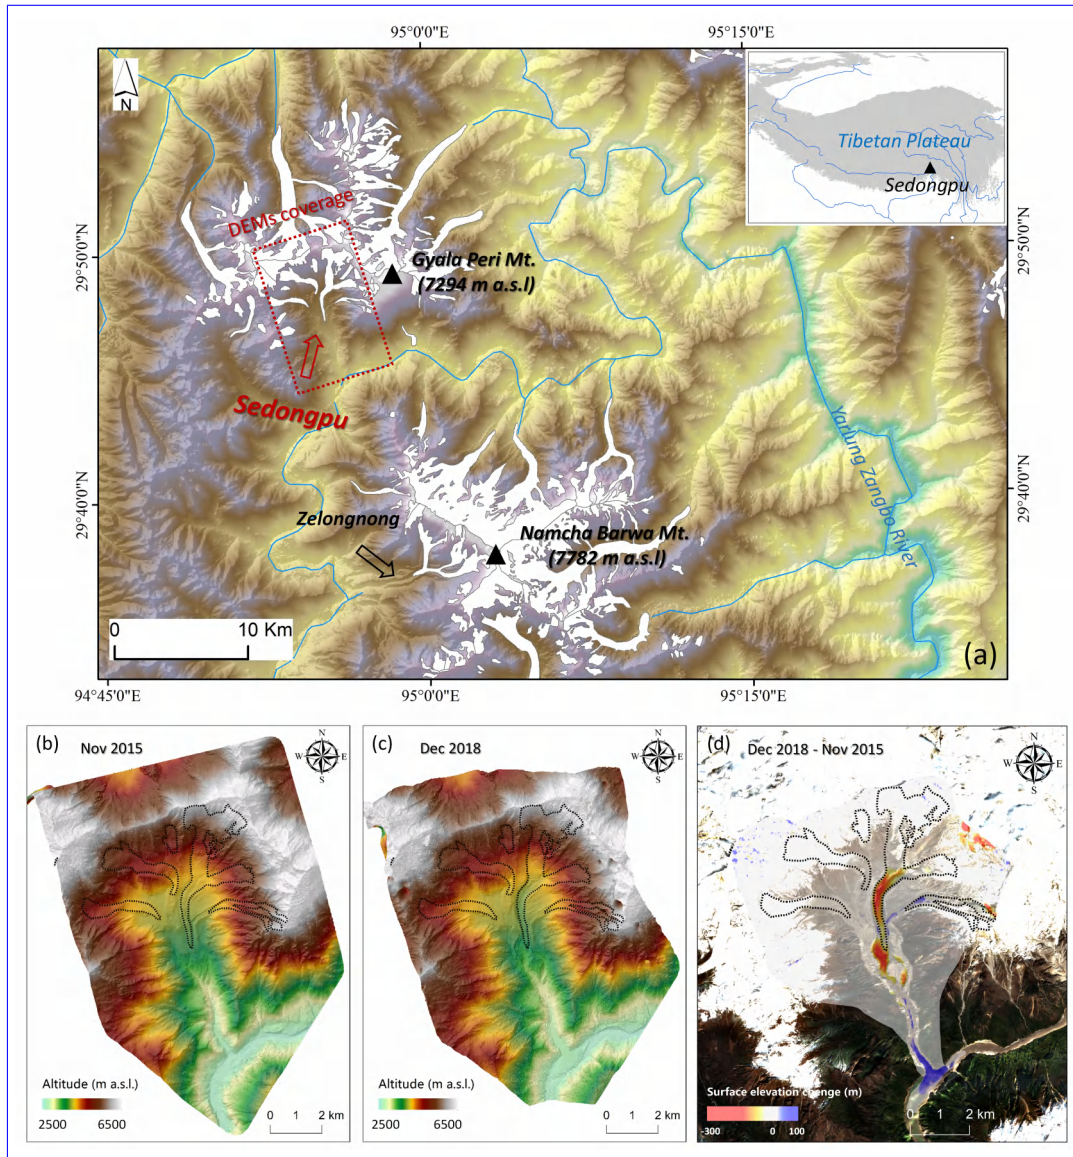 95°0'0"E
95°15'0"E
N
Tibetan Plateau
Sedongpu
DEMs coverage
29°50'0"N
29°50'0"N
Gyala Peri Mt.
(7294 m a.s.l)
Sedongpu
Yarlung Zangbo River
29°40'0"N
29°40'0"N
Zelongnong
Namcha Barwa Mt.
(7782 m a.s.l)
0 10 Km
(a)
94°45'0"E
95°0'0"E
95°15'0"E
(b) Nov 2015
N
W E
S
Altitude (m a.s.l.)
2500 6500
0 1 2 km
(c) Dec 2018
N
W E
S
Altitude (m a.s.l.)
2500 6500
0 1 2 km
(d) Dec 2018 - Nov 2015
N
W E
S
Surface elevation change (m)
-300 0 100
0 1 2 km